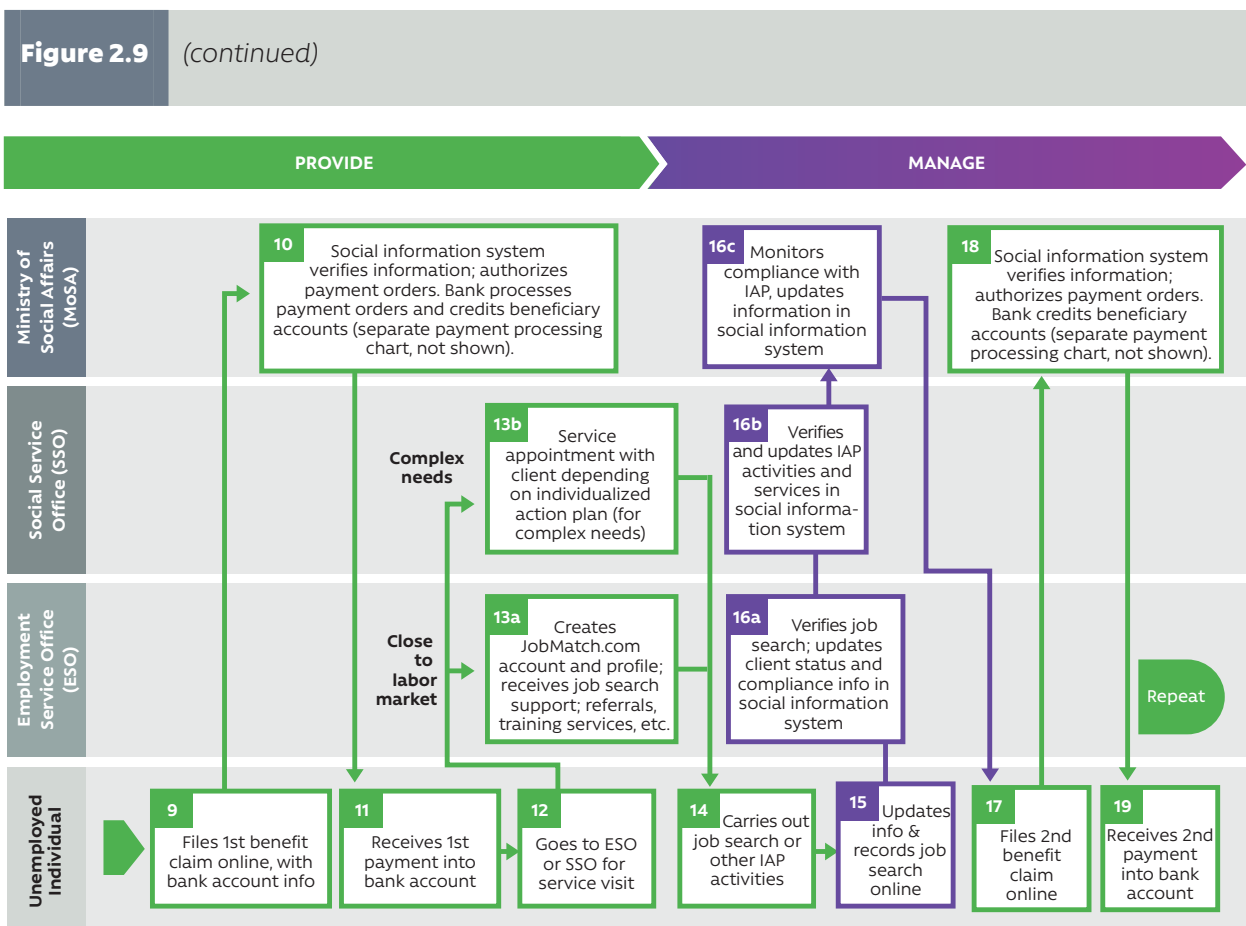 Figure 2.9
(continued)
PROVIDE
MANAGE
Ministry of
Social Affairs
(MoSA)
10
Social information system
verifies information; authorizes
payment orders. Bank processes
payment orders and credits beneficiary
accounts (separate payment processing
chart, not shown).
16c
Monitors
compliance with
IAP, updates
information in
social information
system
18
Social information system
verifies information;
authorizes payment orders.
Bank credits beneficiary
accounts (separate payment
processing chart, not shown).
Social Service
Office (SSO)
Complex
needs
13b
Service
appointment with
client depending
on individualized
action plan (for
complex needs)
16b
Verifies
and updates IAP
activities and
services in
social informa-
tion system
Employment
Service Office
(ESO)
Close
to
labor
market
13a
Creates
JobMatch.com
account and profile;
receives job search
support; referrals,
training services, etc.
16a
Verifies job
search; updates
client status and
compliance info in
social information
system
Repeat
Unemployed
Individual
9
Files 1st benefit
claim online, with
bank account info
11
Receives 1st
payment into
bank account
12
Goes to ESO
or SSO for
service visit
14
Carries out
job search or
other IAP
activities
15
Updates
info &
records job
search
online
17
Files 2nd
benefit
claim
online
19
Receives 2nd
payment
into bank
account